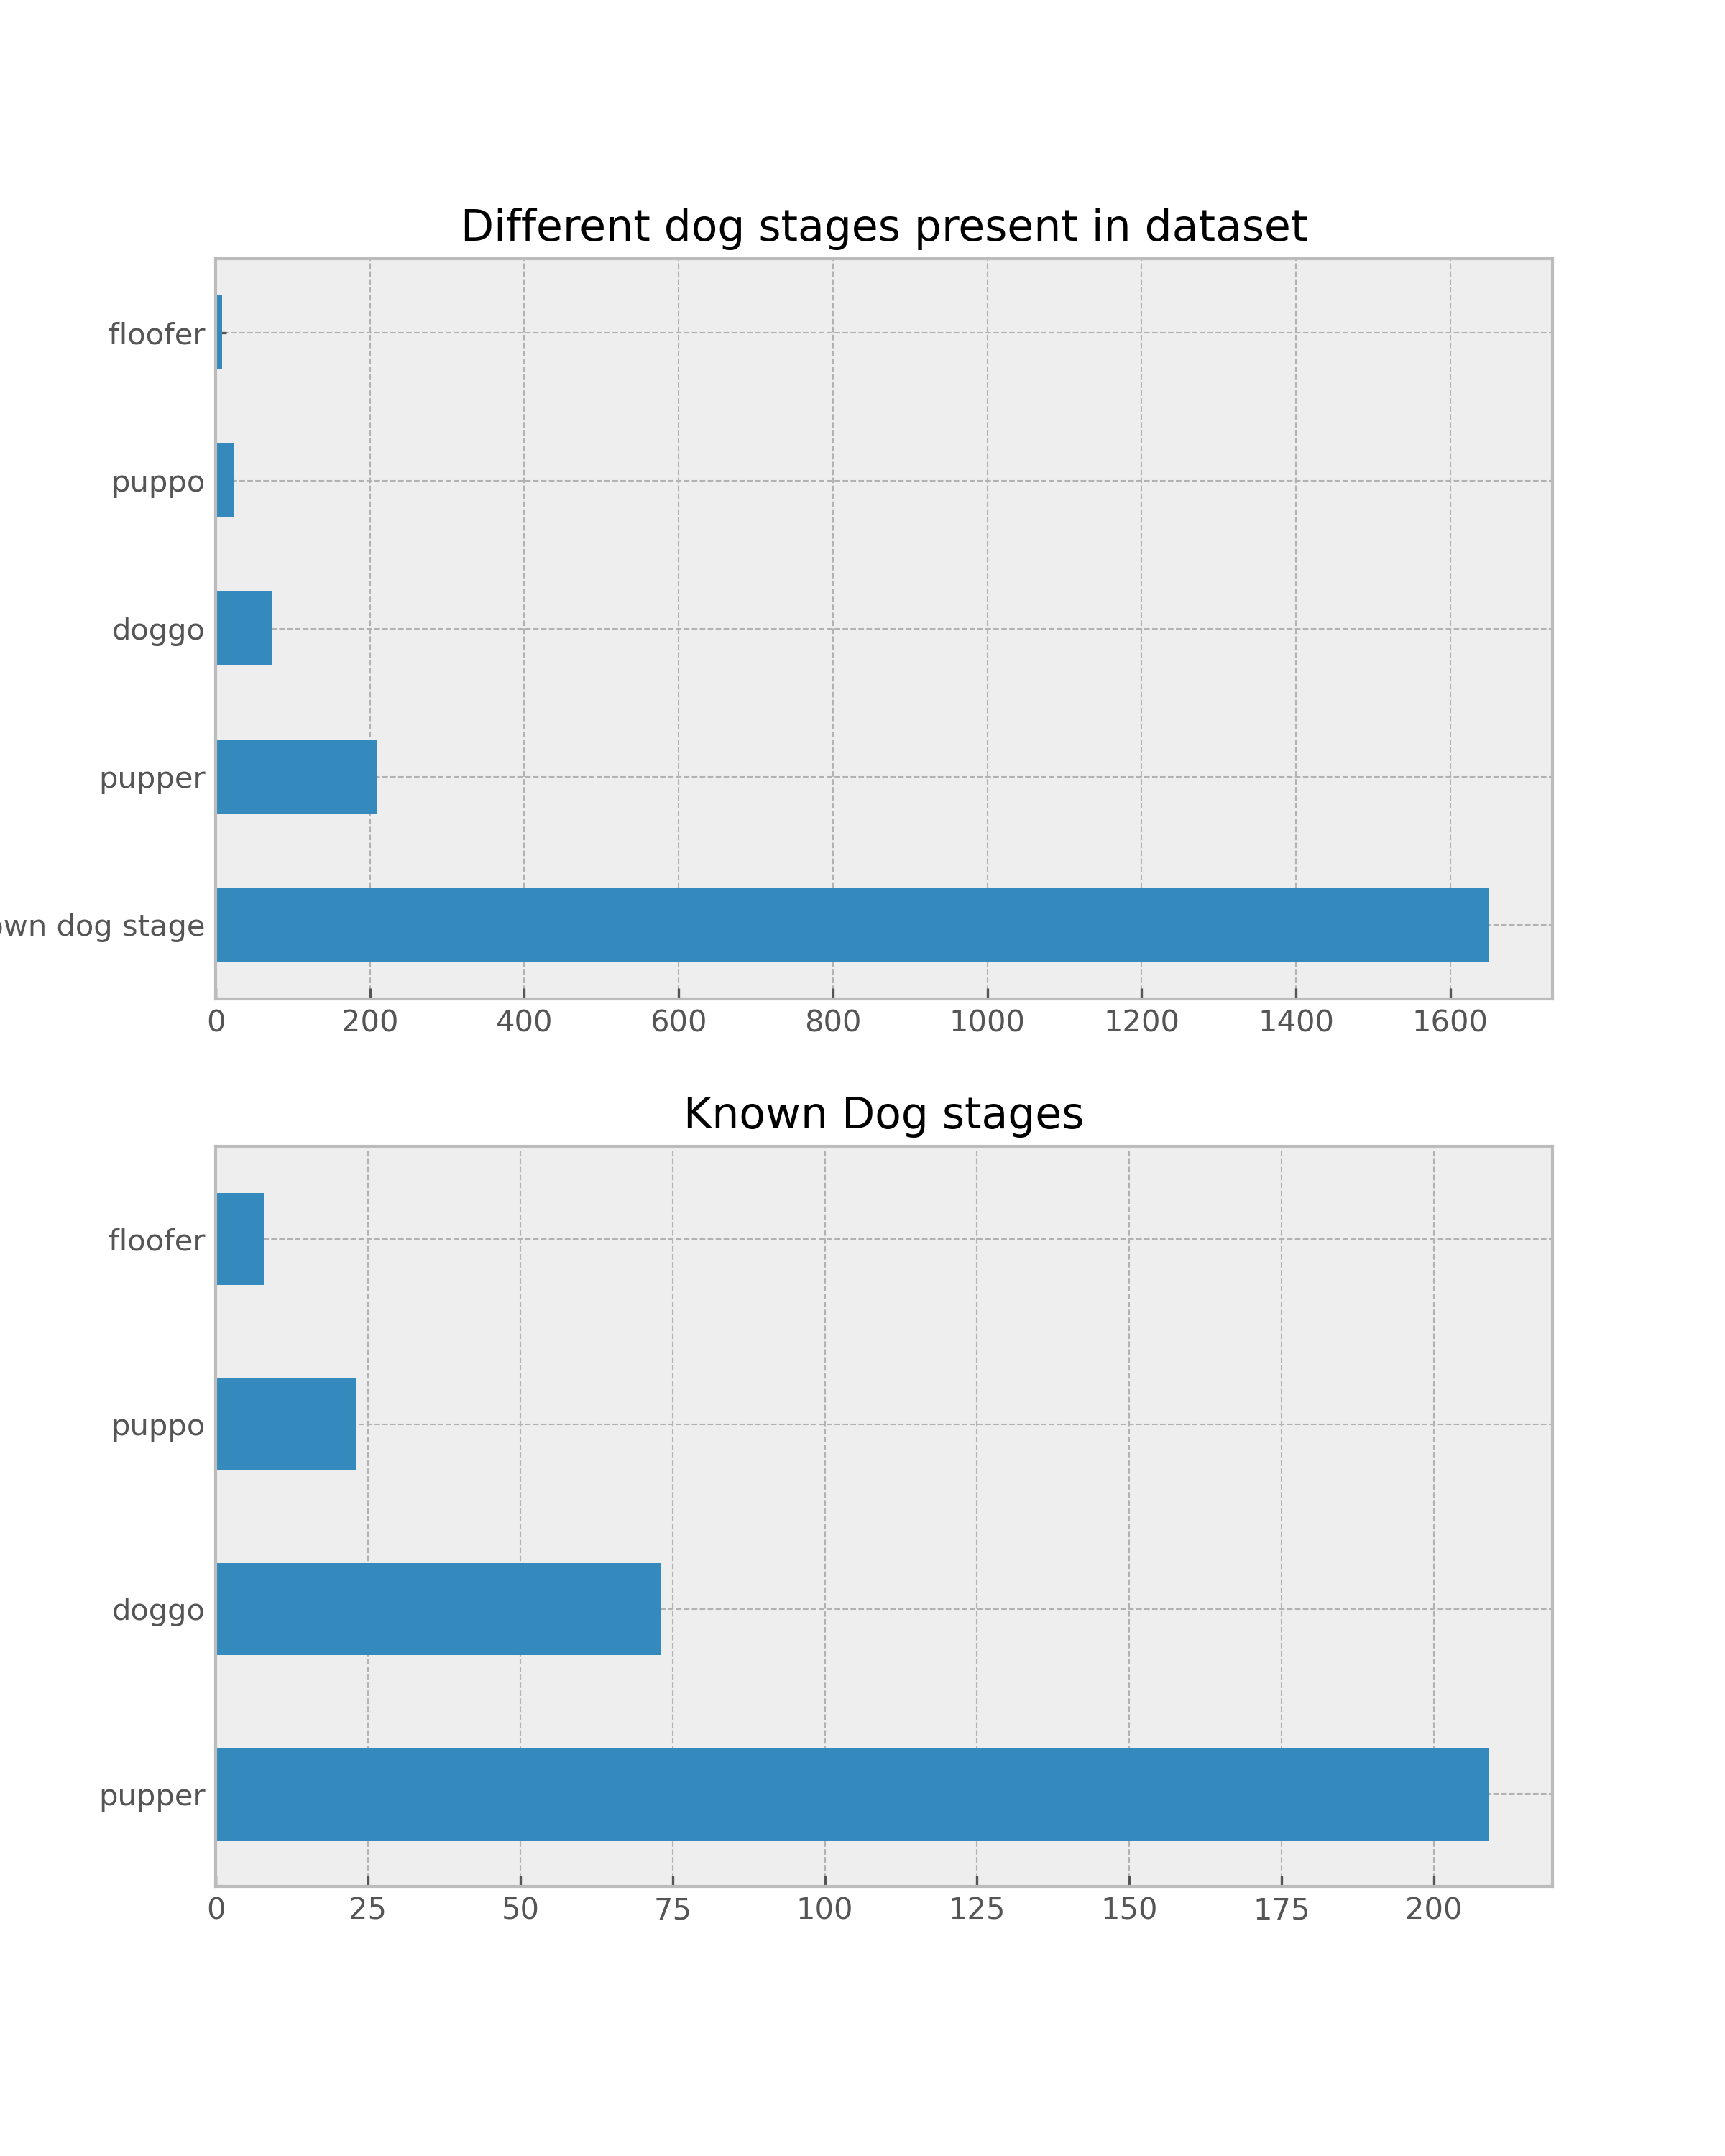 Different dog stages present in dataset
floofer
puppo
doggo
pupper
own dog stage
0 200 400 600 800 1000 1200 1400 1600
Known Dog stages
floofer
puppo
doggo
pupper
0 25 50 75 100 125 150 175 200